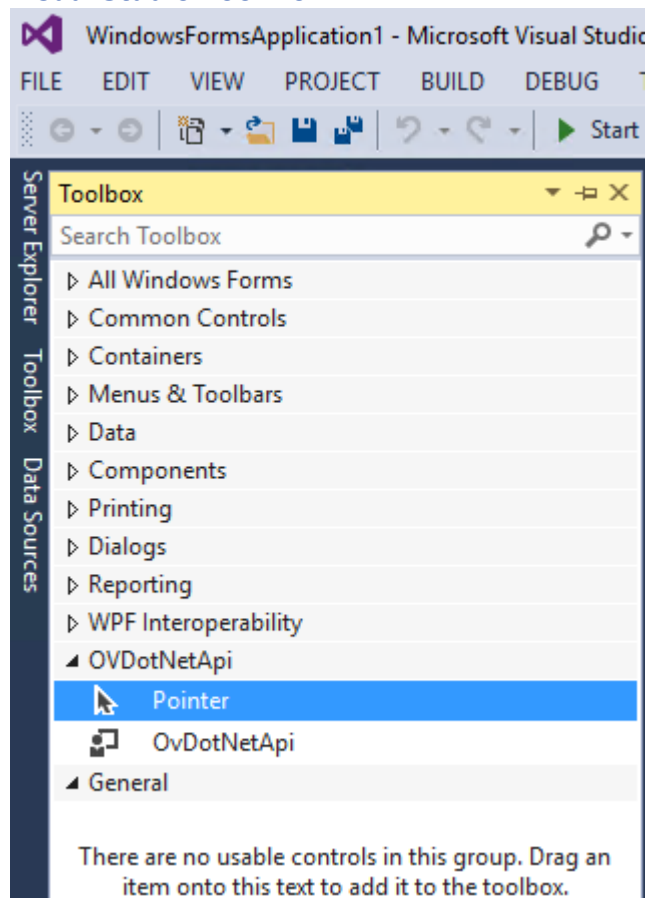 WindowsFormsApplication1 - Microsoft Visual Studio
FILE EDIT VIEW PROJECT BUILD DEBUG
Start
Server Explorer
Toolbox
Data Sources
Toolbox
Search Toolbox
All Windows Forms
Common Controls
Containers
Menus & Toolbars
Data
Components
Printing
Dialogs
Reporting
WPF Interoperability
OVDotNetApi
Pointer
OvDotNetApi
General
There are no usable controls in this group. Drag an
item onto this text to add it to the toolbox.